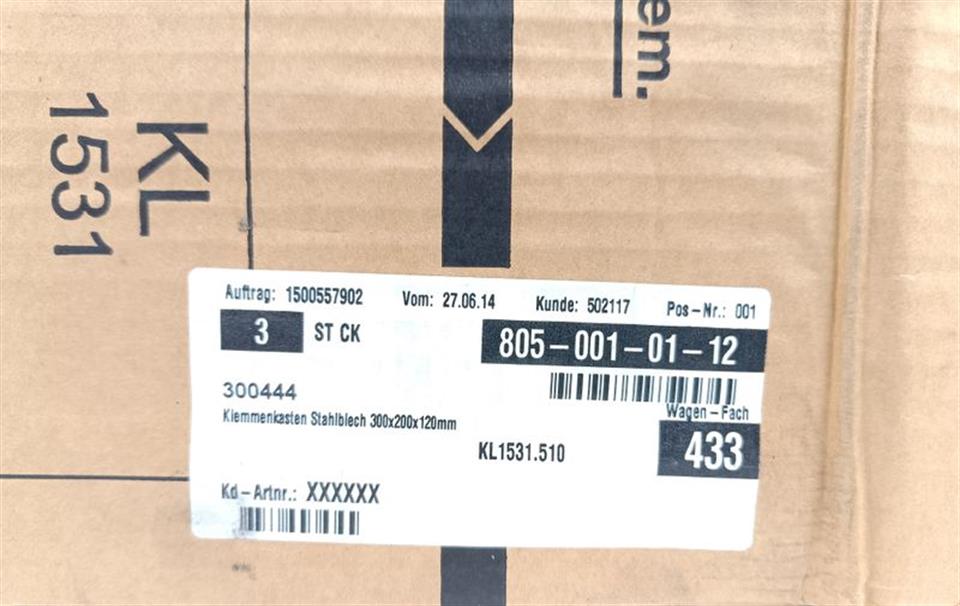 em.
KL
1531
Auftrag: 1500557902 Vom: 27.06.14 Kunde: 502117 Pos-Nr.: 001
3 ST CK 805-001-01-12
300444
Klemmenkasten Stahlblech 300x200x120mm
Wagen-Fach
KL1531.510 433
Kd-Artnr.: XXXXXX